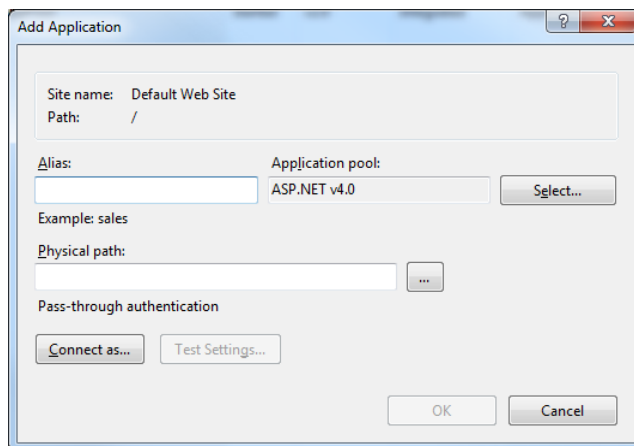 Add Application
Site name: Default Web Site
Path: /
Alias: Application pool:
ASP.NET v4.0 Select...
Example: sales
Physical path:
...
Pass-through authentication
Connect as... Test Settings...
OK Cancel